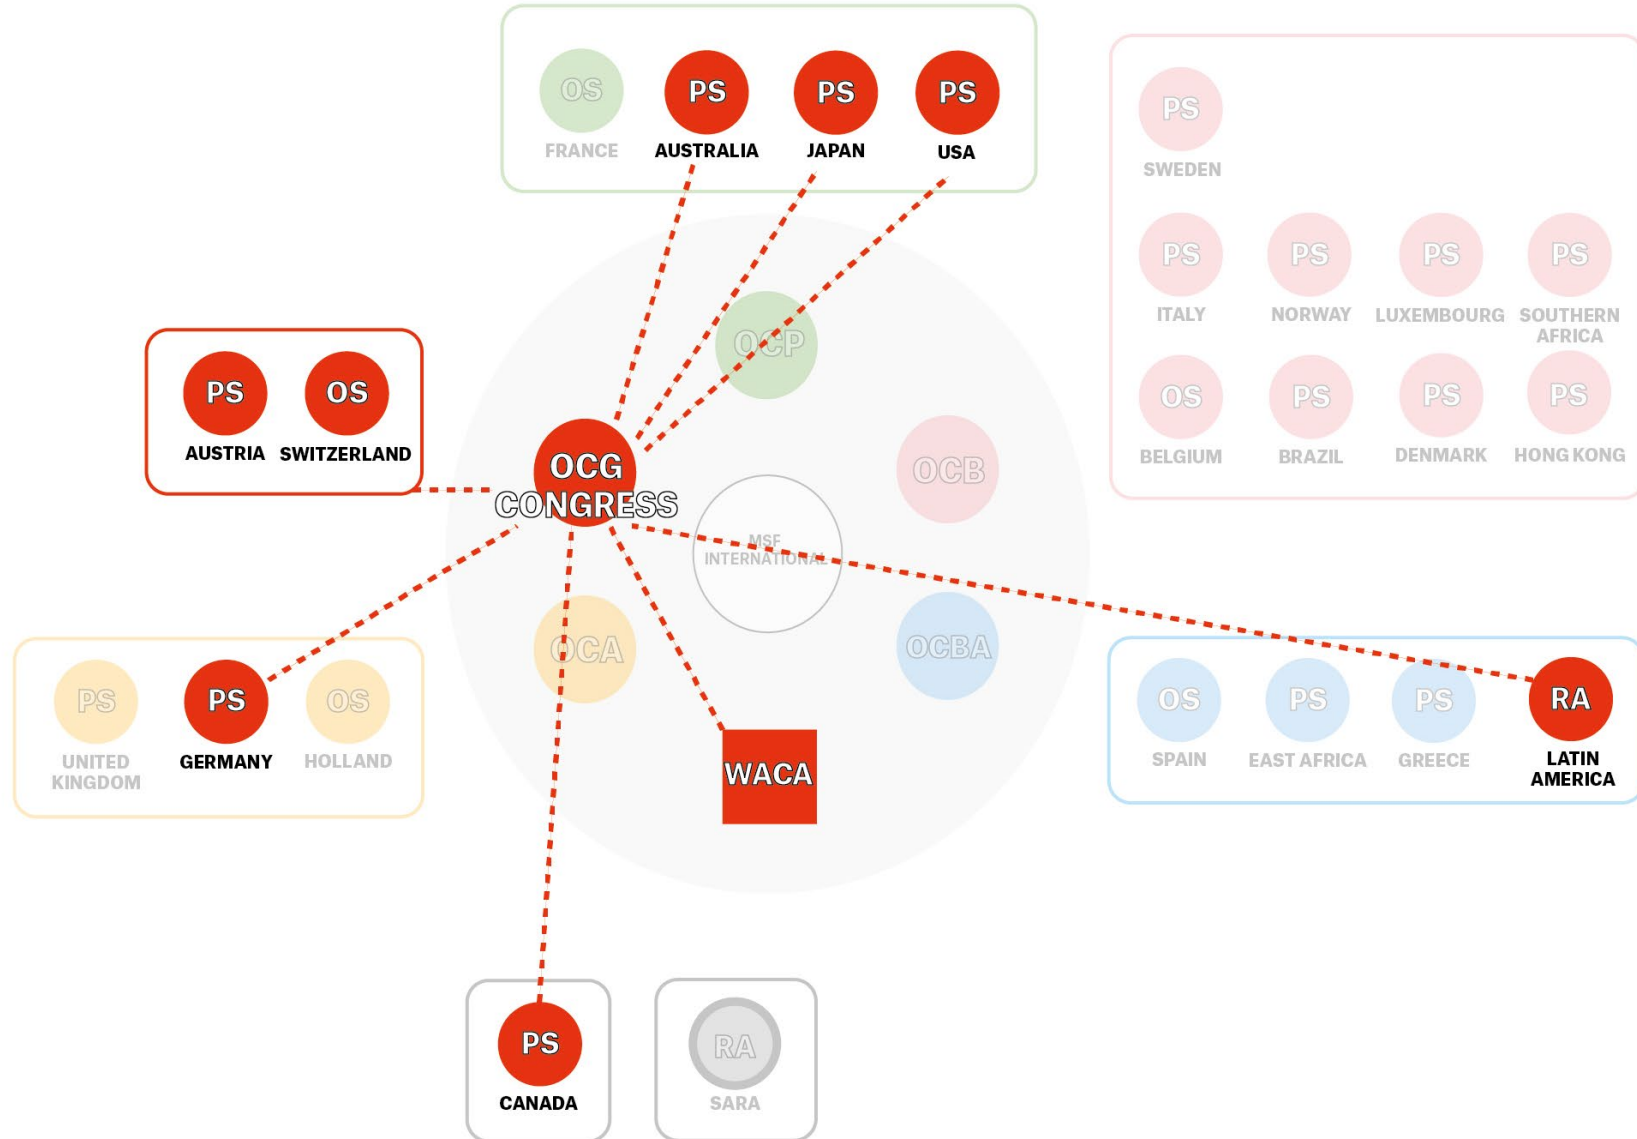 OS
PS
PS
PS
FRANCE
AUSTRALIA
JAPAN
USA
PS
SWEDEN
PS
PS
PS
PS
ITALY
NORWAY
LUXEMBOURG
SOUTHERN
AFRICA
OS
PS
PS
PS
BELGIUM
BRAZIL
DENMARK
HONG KONG
OCP
PS
OS
AUSTRIA
SWITZERLAND
OCG
CONGRESS
OCB
MSF
INTERNATIONAL
OCA
OCBA
PS
PS
OS
UNITED
KINGDOM
GERMANY
HOLLAND
WACA
OS
PS
PS
RA
SPAIN
EAST AFRICA
GREECE
LATIN
AMERICA
PS
CANADA
RA
SARA